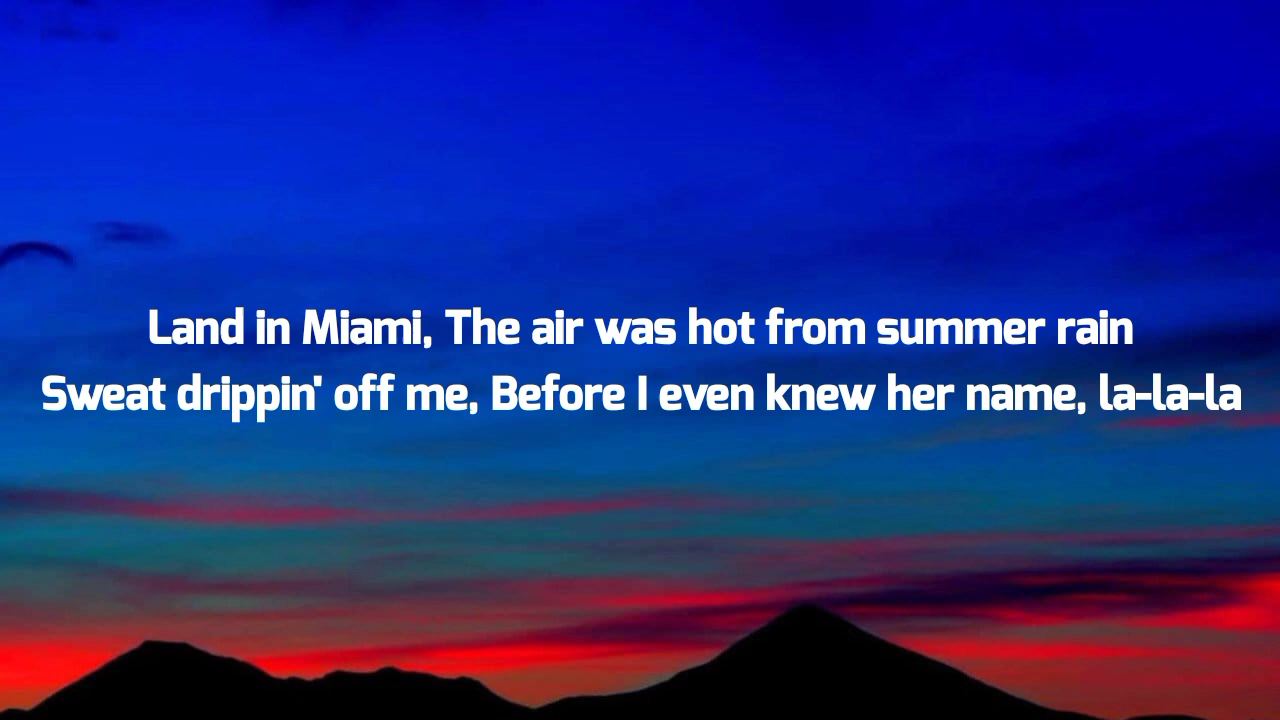 Land in Miami, The air was hot from summer rain
Sweat drippin' off me, Before I even knew her name, la-la-la